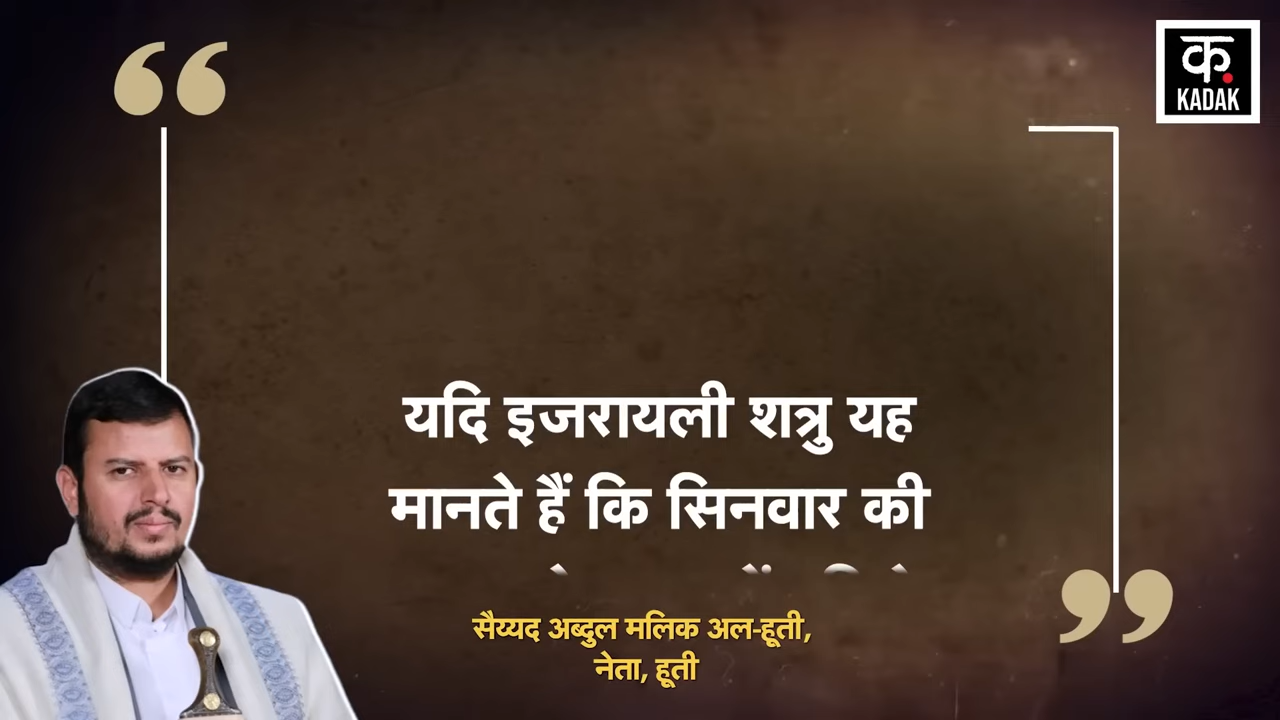 क
KADAK
यदि इजरायली शत्रु यह
मानते हैं कि सिनवार की
सैय्यद अब्दुल मलिक अल-हूती,
नेता, हूती